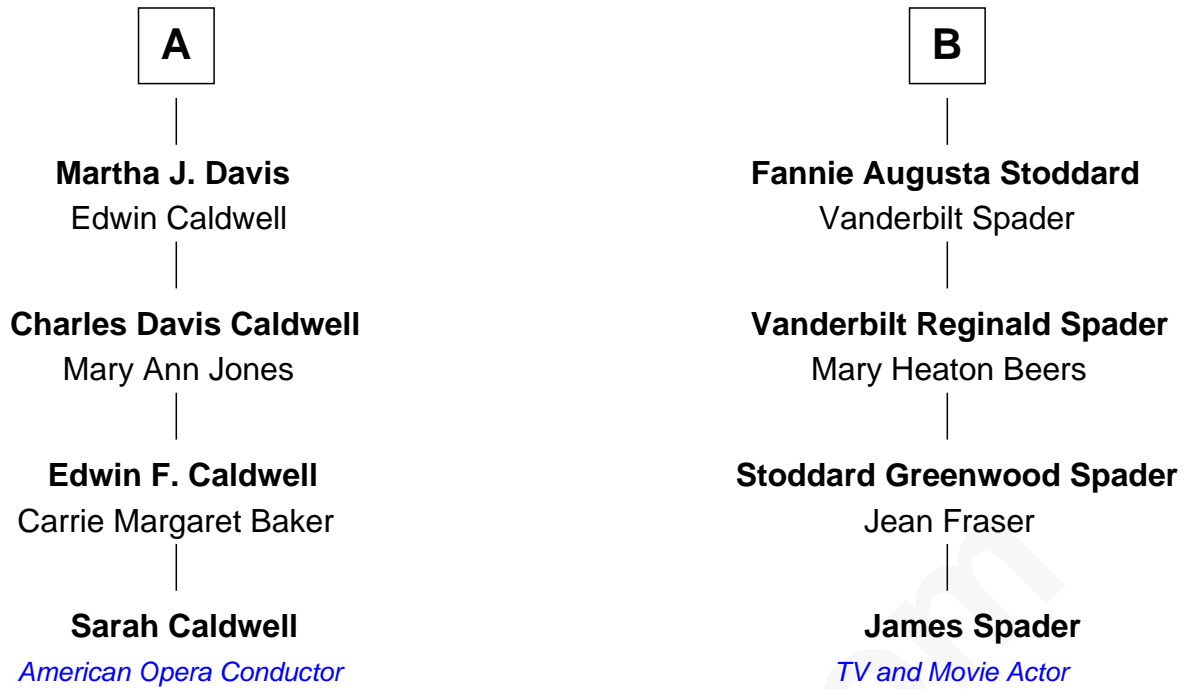 A
Martha J. Davis
Edwin Caldwell
Charles Davis Caldwell
Mary Ann Jones
Edwin F. Caldwell
Carrie Margaret Baker
Sarah Caldwell
American Opera Conductor
B
Fannie Augusta Stoddard
Vanderbilt Spader
Vanderbilt Reginald Spader
Mary Heaton Beers
Stoddard Greenwood Spader
Jean Fraser
James Spader
TV and Movie Actor